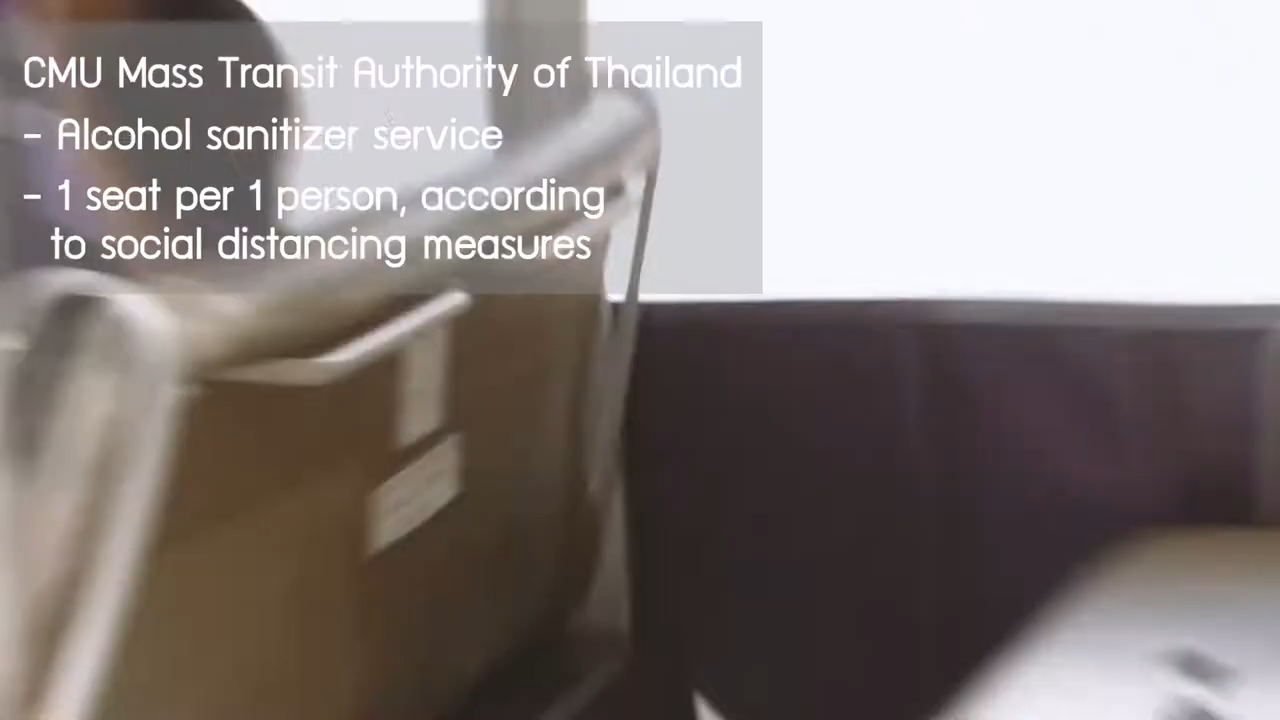 CMU Mass Transit Authority of Thailand
- Alcohol sanitizer service
- 1 seat per 1 person, according
to social distancing measures